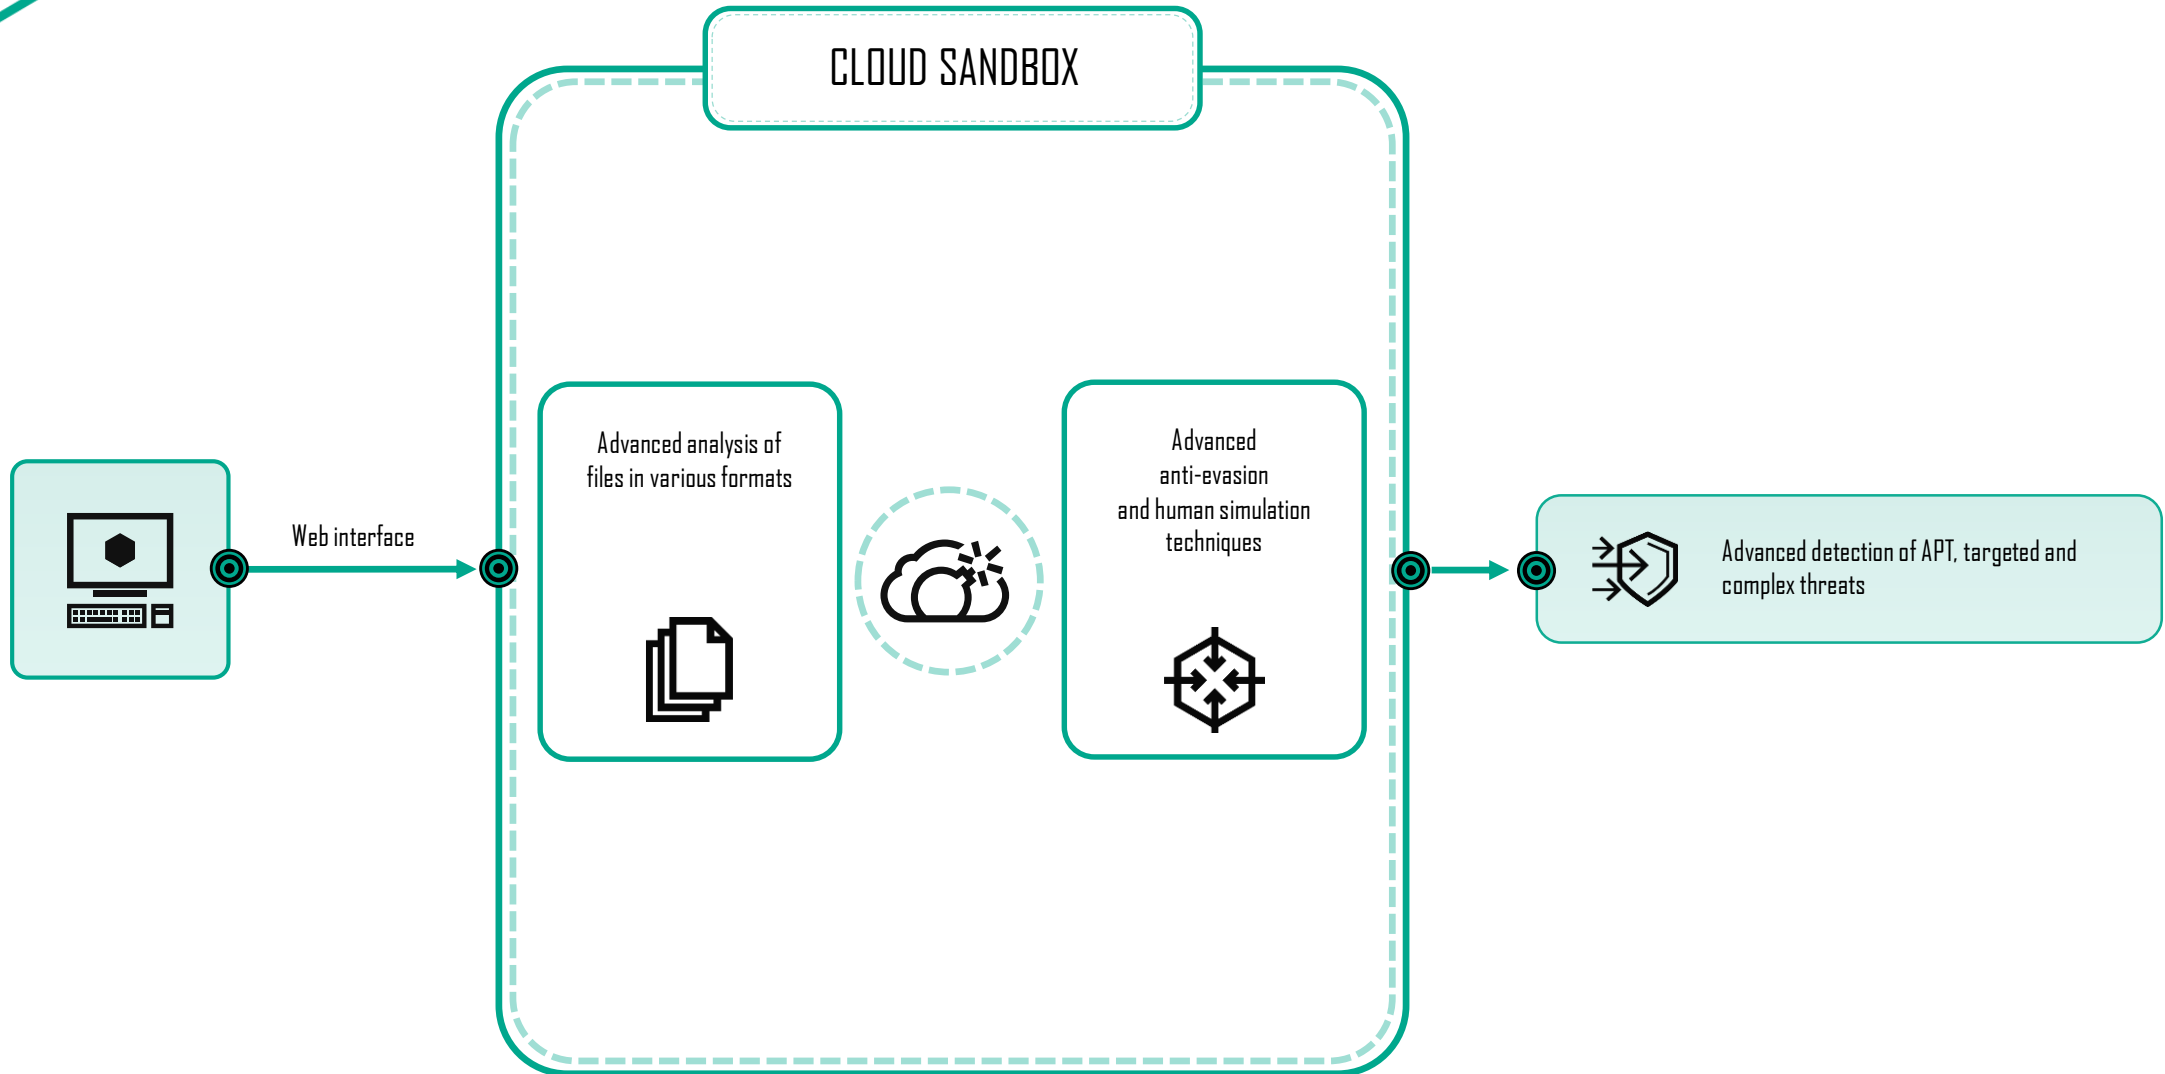 CLOUD SANDBOX
Web interface
Advanced analysis of
files in various formats
Advanced
anti-evasion
and human simulation
techniques
Advanced detection of APT, targeted and
complex threats